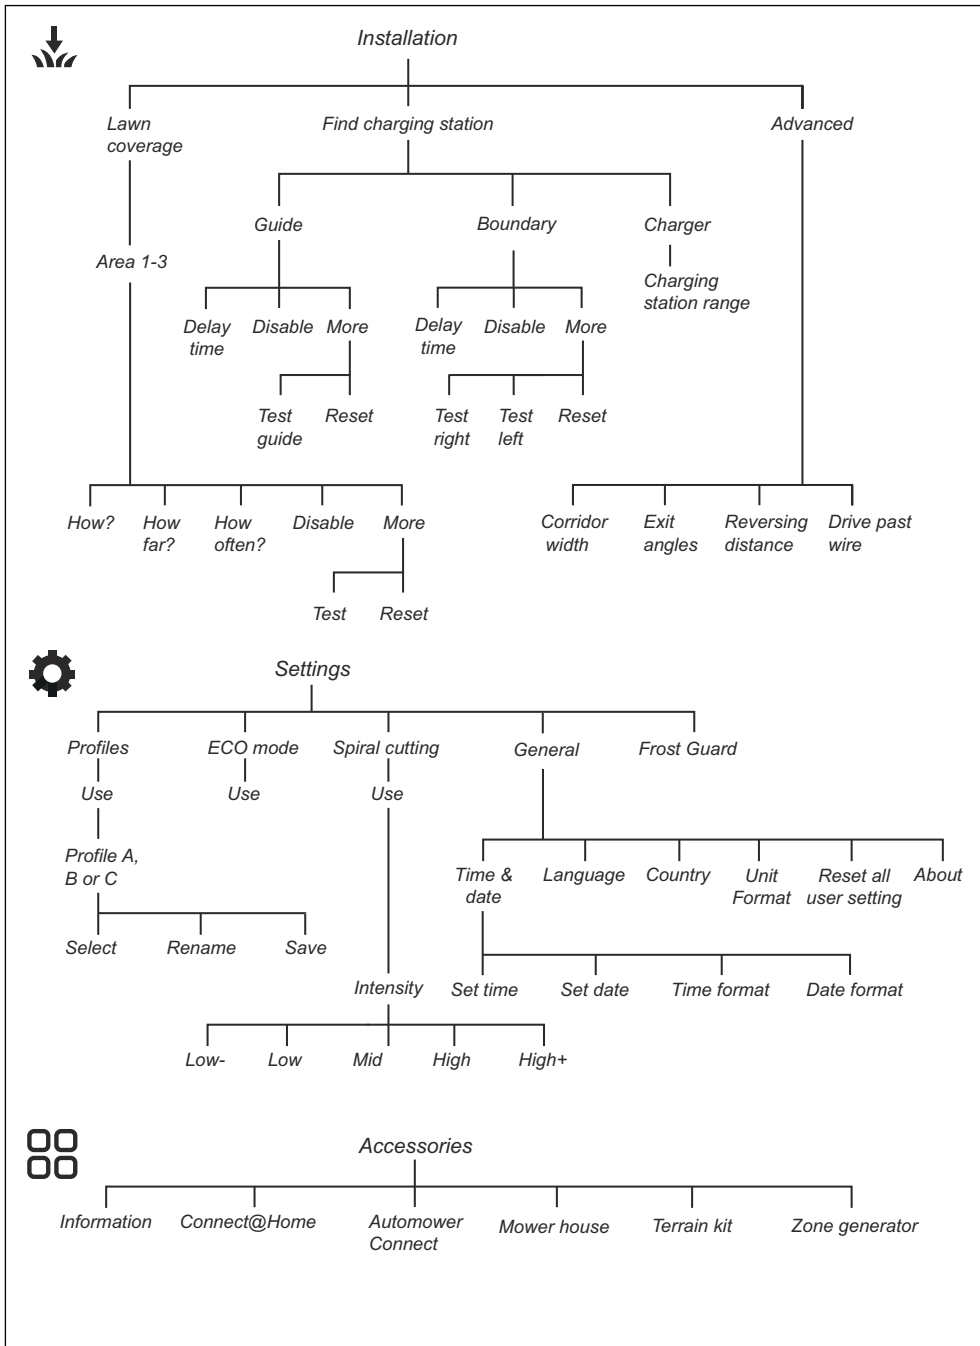 Installation
Lawn
coverage
Find charging station
Advanced
Guide
Boundary
Charger
Area 1-3
Charging
station range
Delay
time
Disable
More
Delay
time
Disable
More
Test
guide
Reset
Test
right
Test
left
Reset
How?
How
far?
How
often?
Disable
More
Corridor
width
Exit
angles
Reversing
distance
Drive past
wire
Test
Reset
Settings
Profiles
ECO mode
Spiral cutting
General
Frost Guard
Use
Use
Use
Profile A,
B or C
Time &
date
Language
Country
Unit
Format
Reset all
user setting
About
Select
Rename
Save
Intensity
Set time
Set date
Time format
Date format
Low-
Low
Mid
High
High+
Accessories
Information
Connect@Home
Automower
Connect
Mower house
Terrain kit
Zone generator